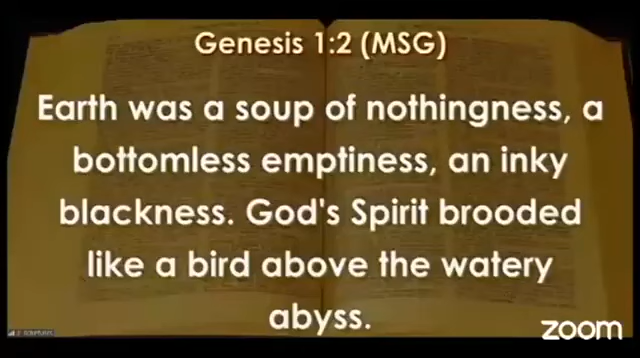 Genesis 1:2 (MSG)
Earth was a soup of nothingness, a
bottomless emptiness, an inky
blackness. God's Spirit brooded
like a bird above the watery
abyss.
zoom